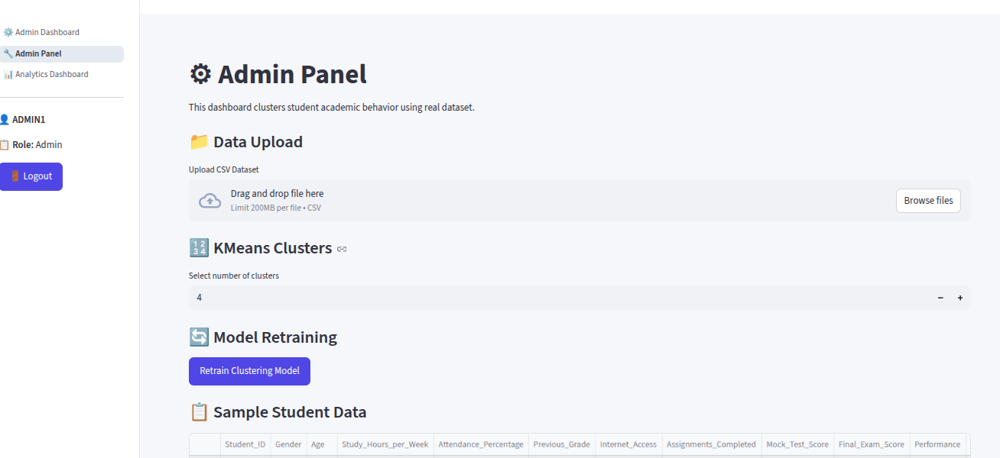 Admin Dashboard
Admin Panel
Analytics Dashboard
ADMIN1
Role: Admin
Logout
Admin Panel
This dashboard clusters student academic behavior using real dataset.
Data Upload
Upload CSV Dataset
Drag and drop file here
Limit 200MB per file • CSV
Browse files
KMeans Clusters
Select number of clusters
4
Model Retraining
Retrain Clustering Model
Sample Student Data
Student_ID Gender Age Study_Hours_per_Week Attendance_Percentage Previous_Grade Internet_Access Assignments_Completed Mock_Test_Score Final_Exam_Score Performance